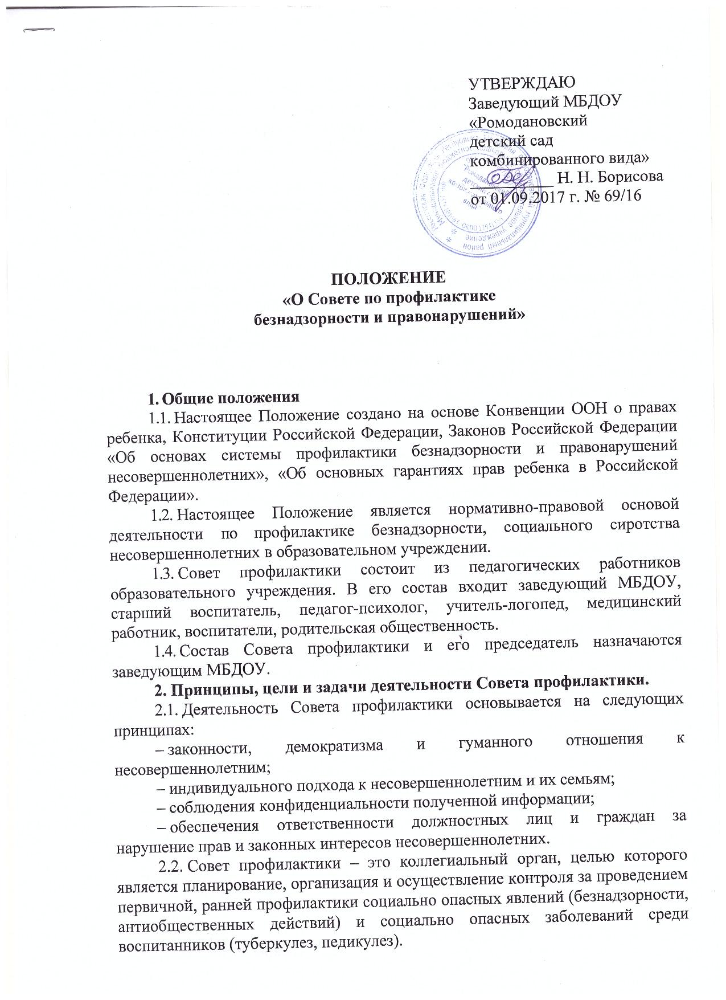 УТВЕРЖДАЮ
Заведующий МБДОУ
«Ромодановский
детский сад
комбинированного вида»
__________ Н. Н. Борисова
от 01.09.2017 г. № 69/16
ПОЛОЖЕНИЕ
«О Совете по профилактике
безнадзорности и правонарушений»
1. Общие положения
1.1. Настоящее Положение создано на основе Конвенции ООН о правах
ребенка, Конституции Российской Федерации, Законов Российской Федерации
«Об основах системы профилактики безнадзорности и правонарушений
несовершеннолетних», «Об основных гарантиях прав ребенка в Российской
Федерации».
1.2. Настоящее Положение является нормативно-правовой основой
деятельности по профилактике безнадзорности, социального сиротства
несовершеннолетних в образовательном учреждении.
1.3. Совет профилактики состоит из педагогических работников
образовательного учреждения. В его состав входит заведующий МБДОУ,
старший воспитатель, педагог-психолог, учитель-логопед, медицинский
работник, воспитатели, родительская общественность.
1.4. Состав Совета профилактики и его председатель назначаются
заведующим МБДОУ.
2. Принципы, цели и задачи деятельности Совета профилактики.
2.1. Деятельность Совета профилактики основывается на следующих
принципах:
– законности, демократизма и гуманного отношения к
несовершеннолетним;
– индивидуального подхода к несовершеннолетним и их семьям;
– соблюдения конфиденциальности полученной информации;
– обеспечения ответственности должностных лиц и граждан за
нарушение прав и законных интересов несовершеннолетних.
2.2. Совет профилактики – это коллегиальный орган, целью которого
является планирование, организация и осуществление контроля за проведением
первичной, ранней профилактики социально опасных явлений (безнадзорности,
антиобщественных действий) и социально опасных заболеваний среди
воспитанников (туберкулез, педикулез).